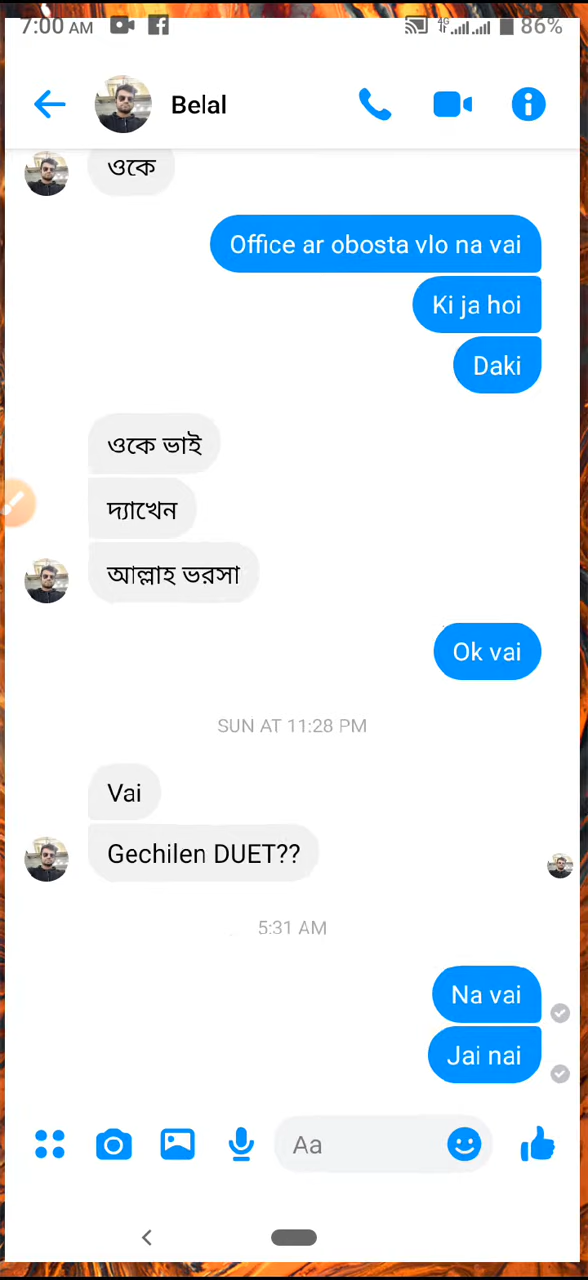 7:00 AM 4G 86%
Belal
ওকে
Office ar obosta vlo na vai
Ki ja hoi
Daki
ওকে ভাই
দ্যাখেন
আল্লাহ ভরসা
Ok vai
SUN AT 11:28 PM
Vai
Gechilen DUET??
5:31 AM
Na vai
Jai nai
Aa